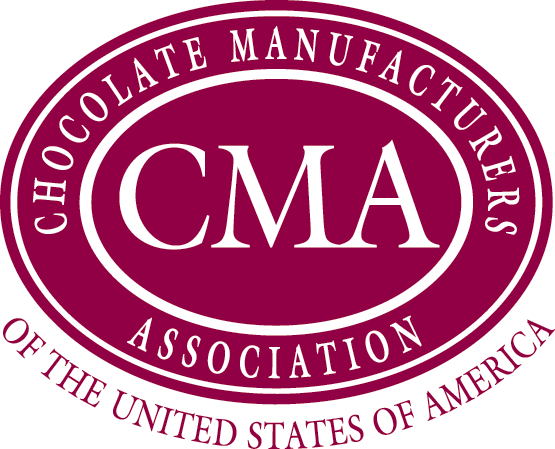 CHOCOLATE MANUFACTURERS
CMA
ASSOCIATION
OF THE UNITED STATES OF AMERICA